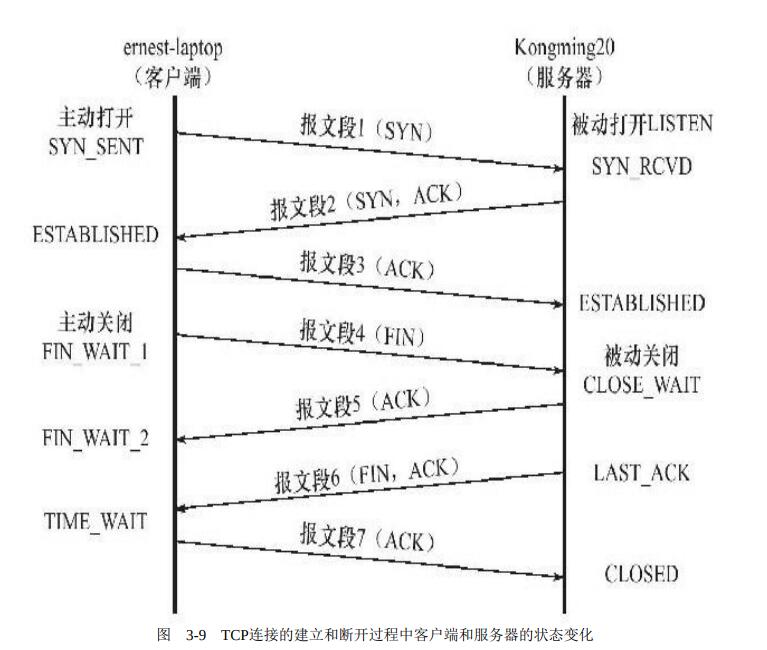 ernest-laptop
（客户端）
Kongming20
（服务器）
主动打开
SYN_SENT
报文段1（SYN）
被动打开LISTEN
SYN_RCVD
报文段2（SYN，ACK）
ESTABLISHED
报文段3（ACK）
ESTABLISHED
主动关闭
FIN_WAIT_1
报文段4（FIN）
被动关闭
CLOSE_WAIT
报文段5（ACK）
FIN_WAIT_2
报文段6（FIN，ACK）
LAST_ACK
TIME_WAIT
报文段7（ACK）
CLOSED
图 3-9 TCP连接的建立和断开过程中客户端和服务器的状态变化